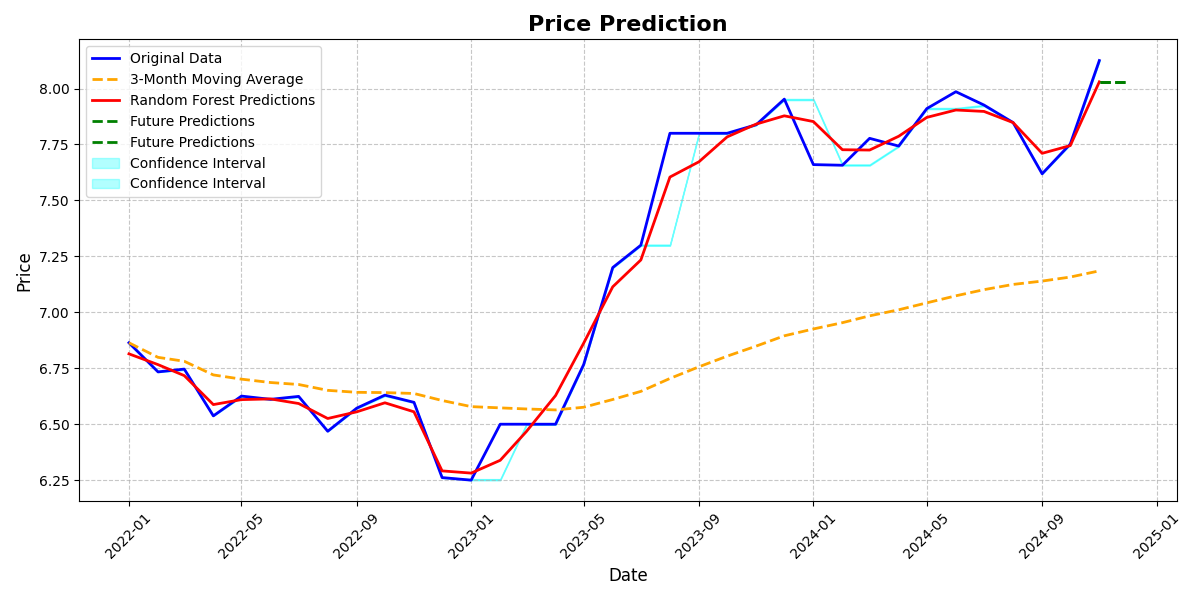 Price Prediction
Original Data
3-Month Moving Average
Random Forest Predictions
Future Predictions
Future Predictions
Confidence Interval
Confidence Interval
Price
8.00
7.75
7.50
7.25
7.00
6.75
6.50
6.25
2022-01
2022-05
2022-09
2023-01
2023-05
2023-09
2024-01
2024-05
2024-09
2025-01
Date